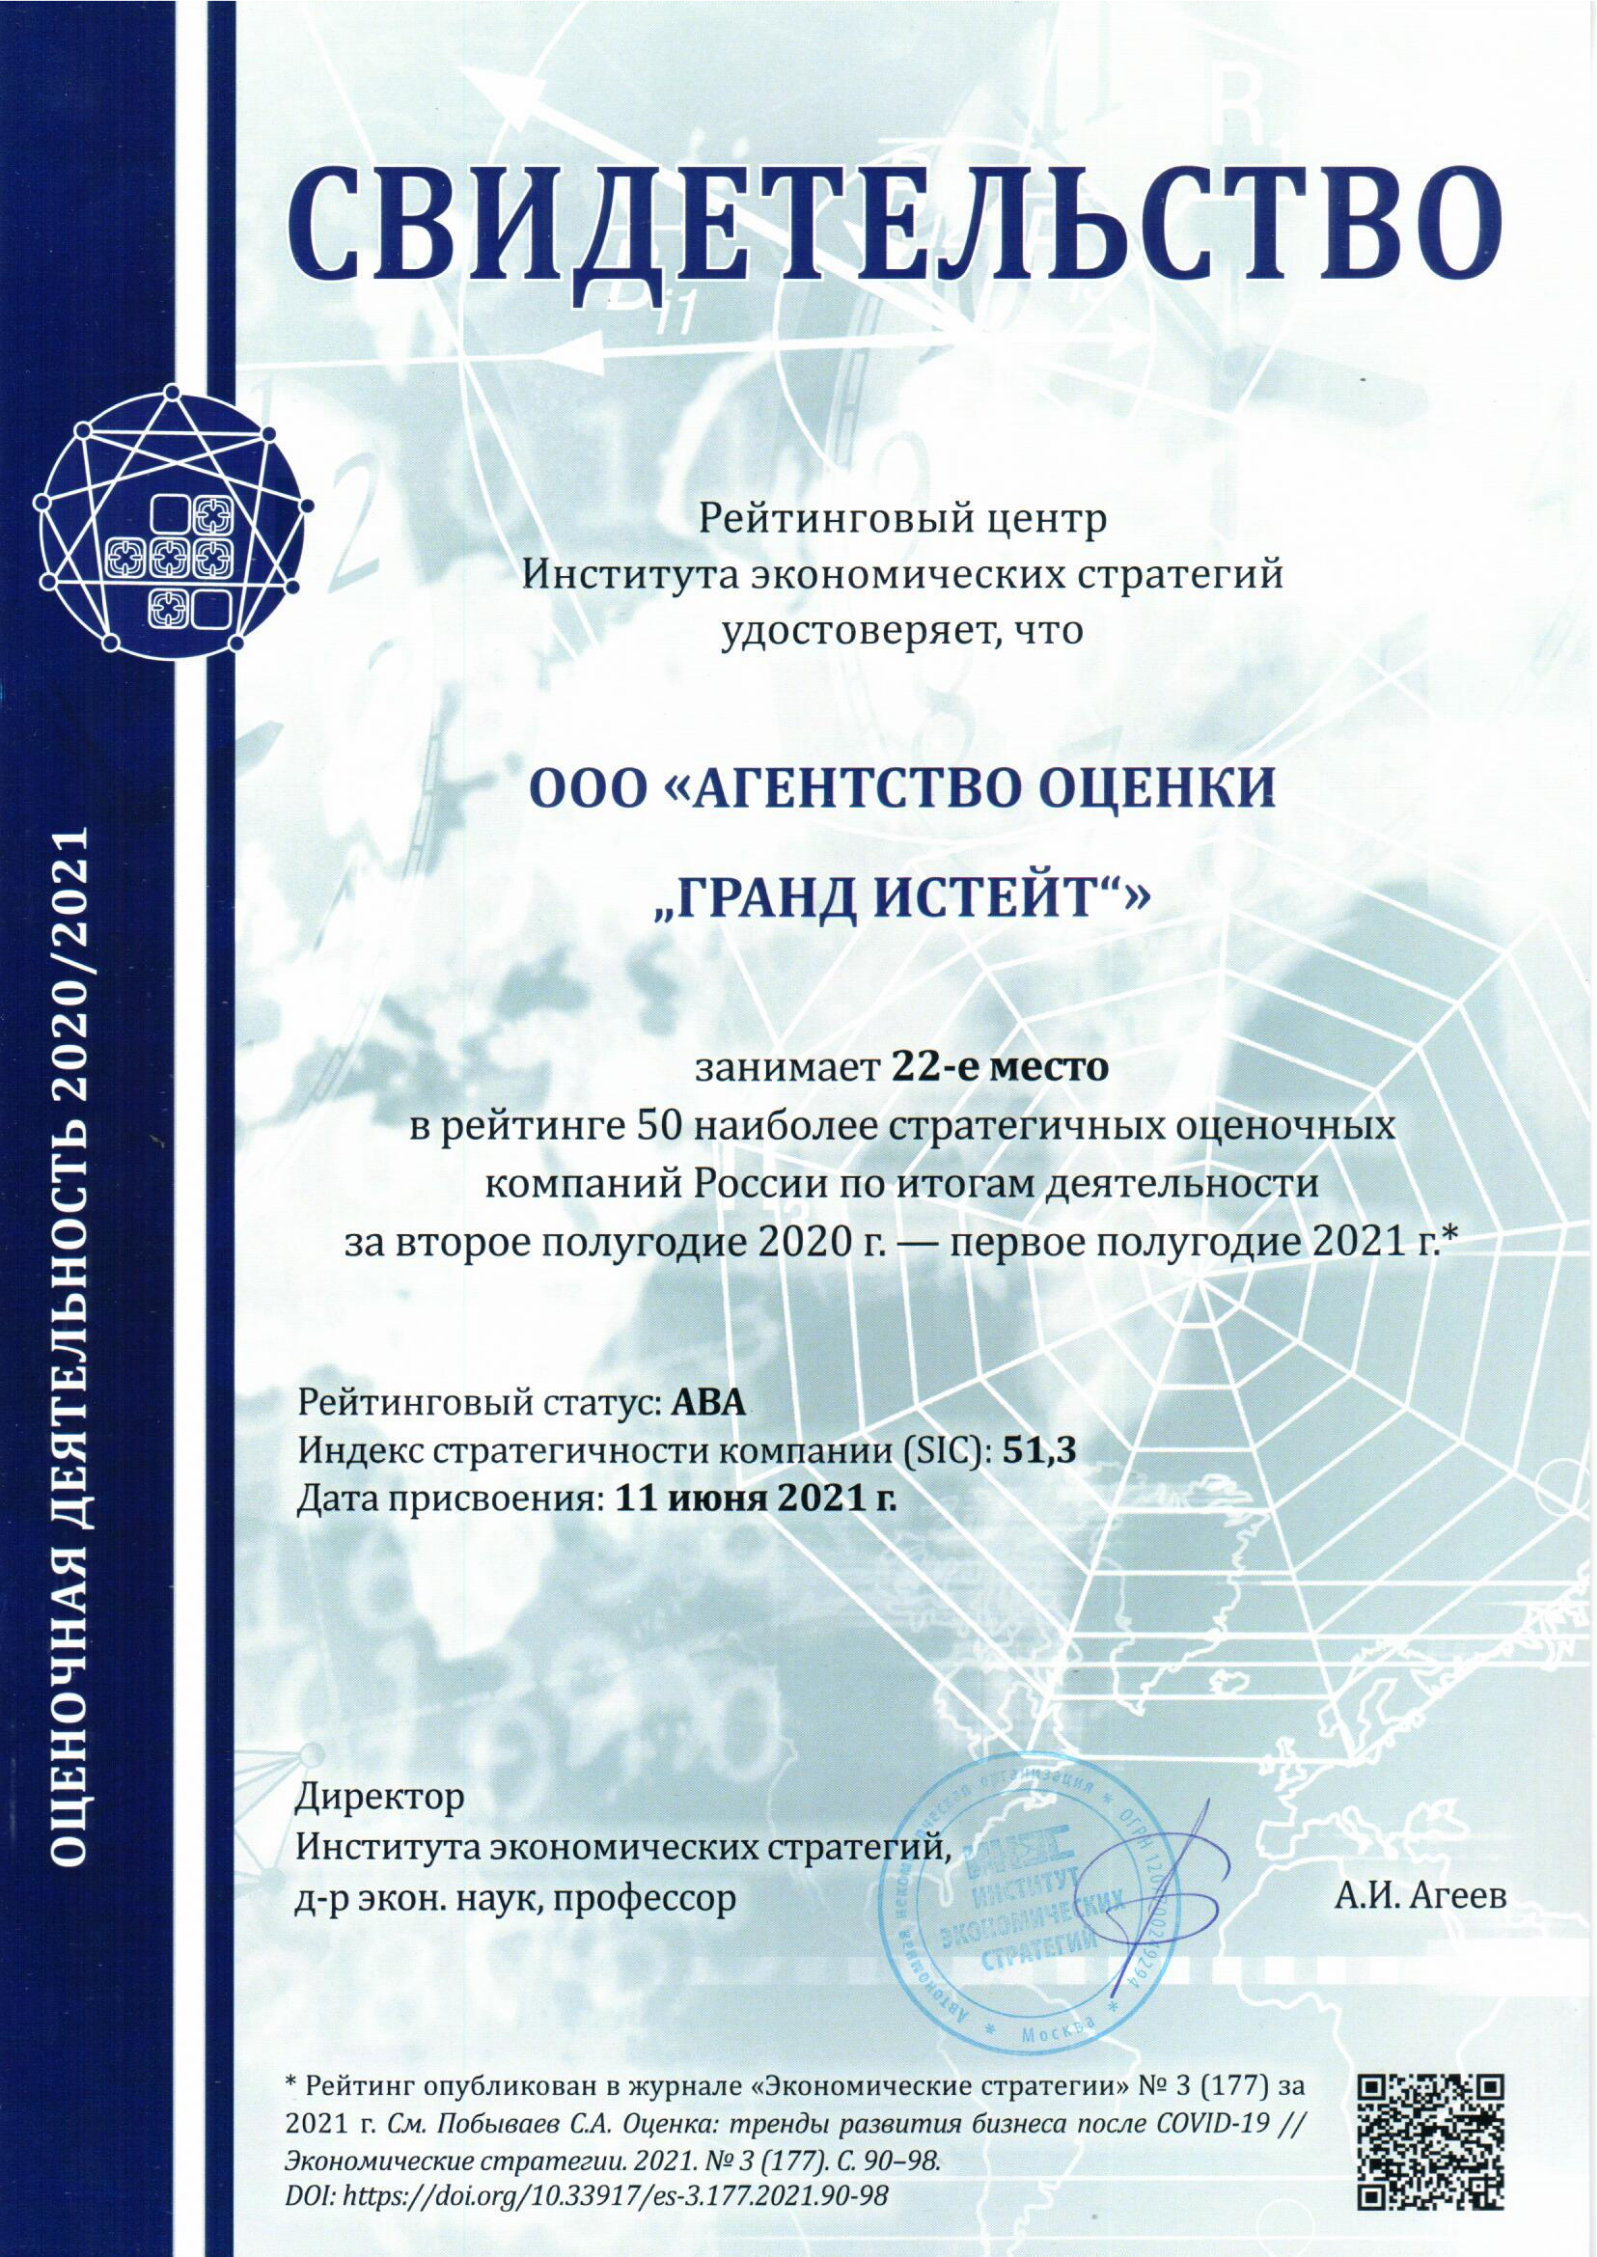 СВИДЕТЕЛЬСТВО
ОЦЕНОЧНАЯ ДЕЯТЕЛЬНОСТЬ 2020/2021
Рейтинговый центр
Института экономических стратегий
удостоверяет, что
ООО «АГЕНТСТВО ОЦЕНКИ
„ГРАНД ИСТЕЙТ“»
занимает 22-е место
в рейтинге 50 наиболее стратегичных оценочных
компаний России по итогам деятельности
за второе полугодие 2020 г. — первое полугодие 2021 г.*
Рейтинговый статус: АВА
Индекс стратегичности компании (SIC): 51,3
Дата присвоения: 11 июня 2021 г.
Директор
Института экономических стратегий,
д-р экон. наук, профессор
А.И. Агеев
Автономная некоммерческая организация * ОГРН
* Москва *
ИНЭС
ИНСТИТУТ
ЭКОНОМИЧЕСКИХ
СТРАТЕГИЙ
* Рейтинг опубликован в журнале «Экономические стратегии» № 3 (177) за
2021 г. См. Побываев С.А. Оценка: тренды развития бизнеса после COVID-19 //
Экономические стратегии. 2021. № 3 (177). С. 90–98.
DOI: https://doi.org/10.33917/es-3.177.2021.90-98